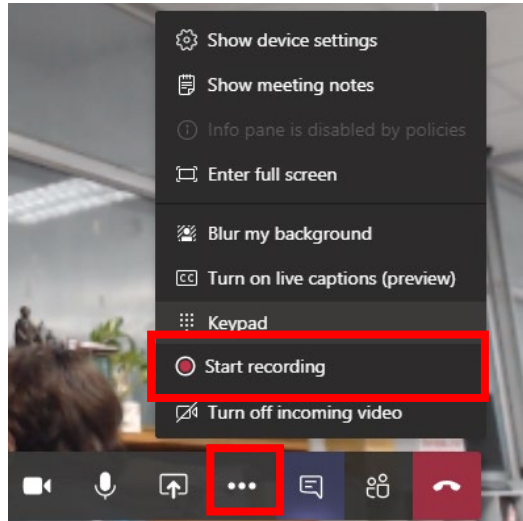 Show device settings
Show meeting notes
Info pane is disabled by policies
Enter full screen
Blur my background
CC Turn on live captions (preview)
Keypad
Start recording
Turn off incoming video